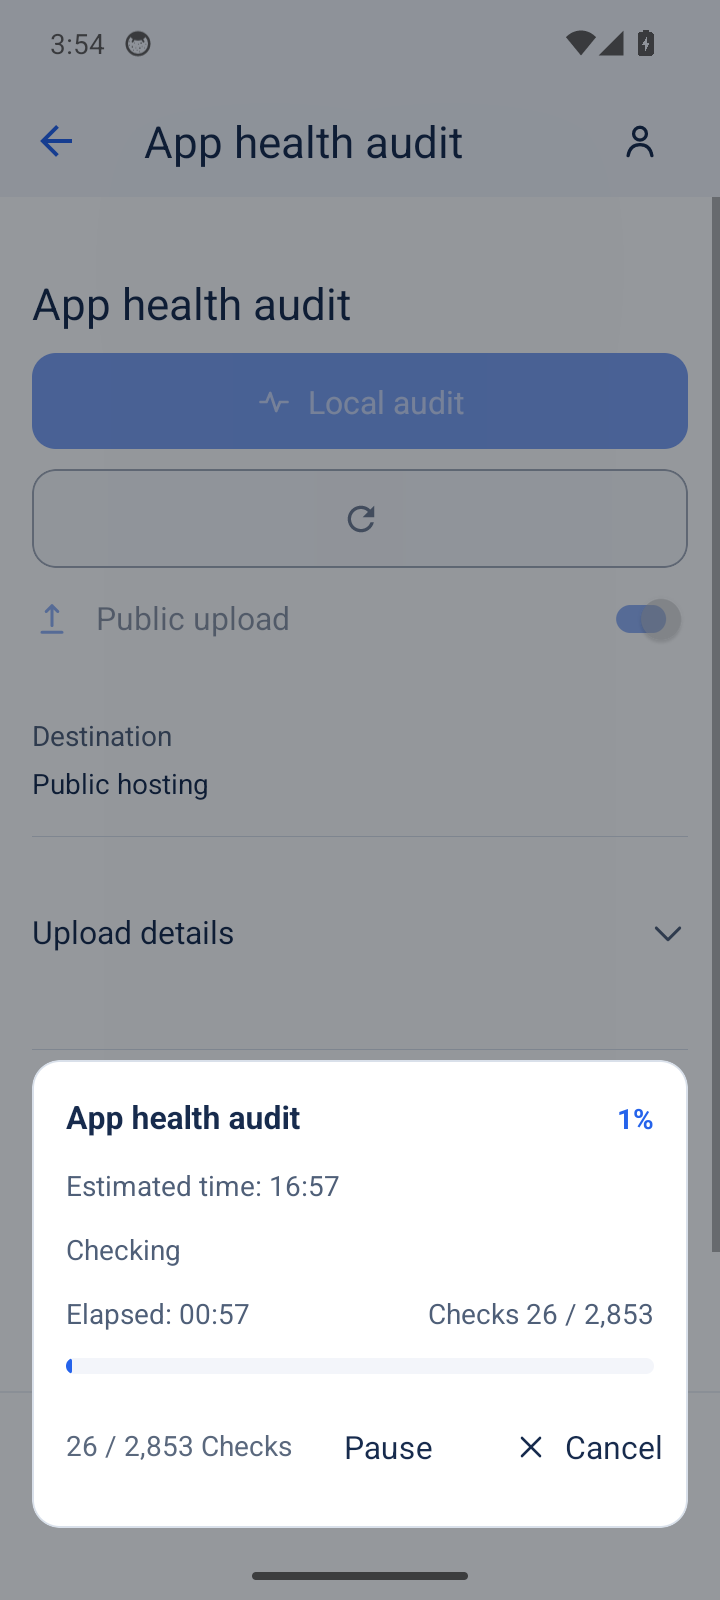 3:54
App health audit
App health audit
Local audit
Public upload
Destination
Public hosting
Upload details
App health audit 1%
Estimated time: 16:57
Checking
Elapsed: 00:57 Checks 26 / 2,853
26 / 2,853 Checks Pause Cancel